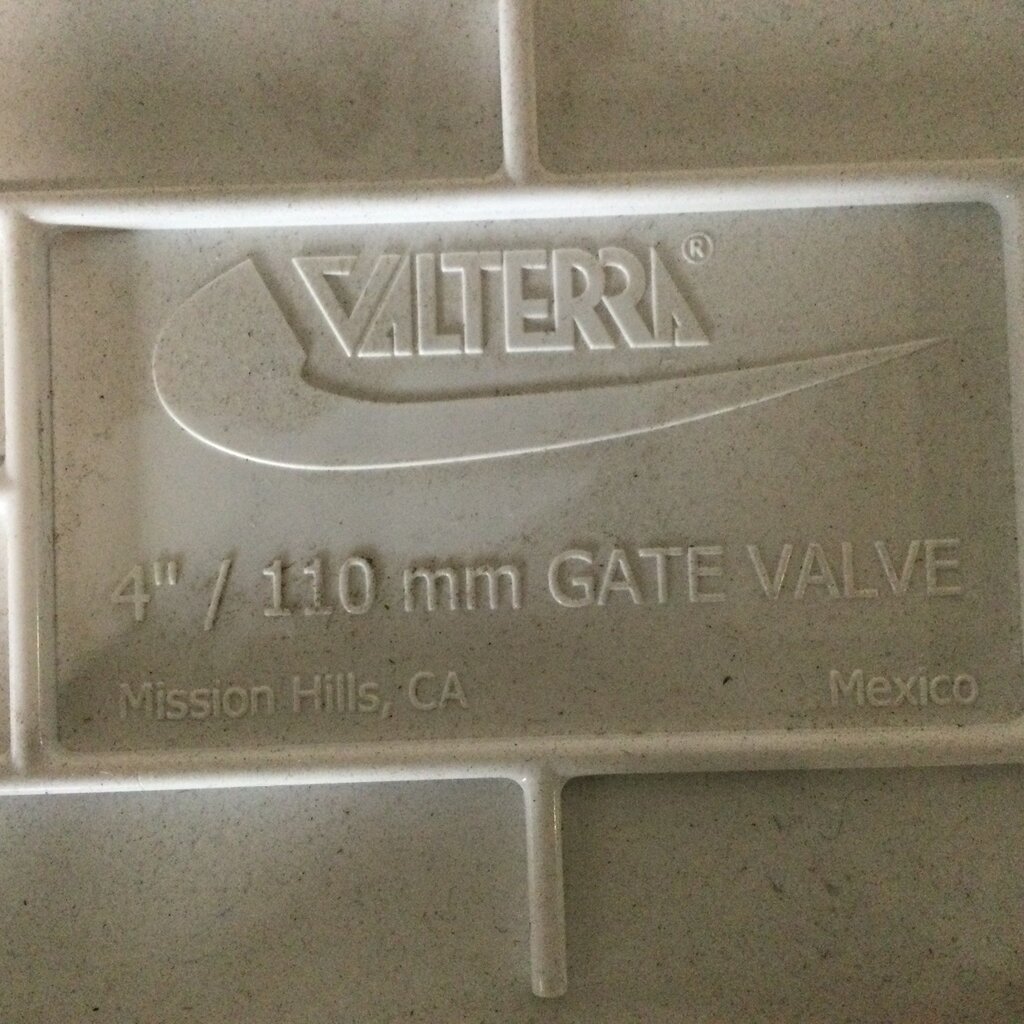 VALTERRA®
4" / 110 mm GATE VALVE
Mission Hills, CA Mexico